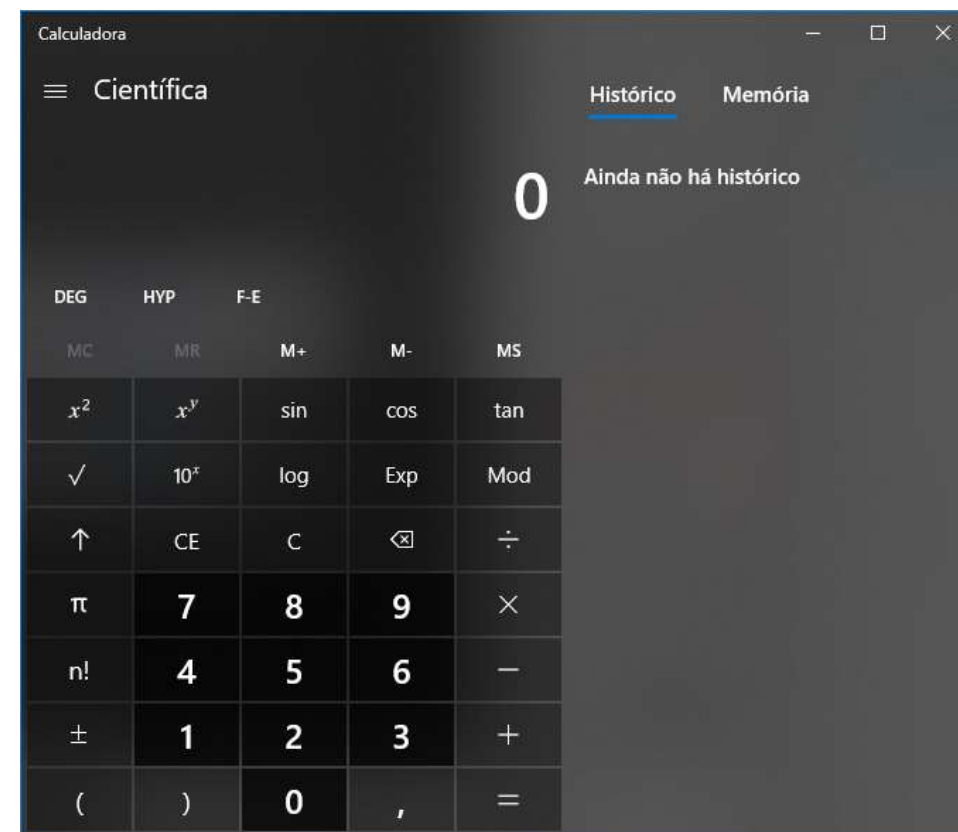 Calculadora
Científica
Histórico Memória
0
Ainda não há histórico
DEG HYP F-E
MC MR M+ M- MS
x² xʸ sin cos tan
√ 10ˣ log Exp Mod
↑ CE C ⌫ ÷
π 7 8 9 ×
n! 4 5 6 −
± 1 2 3 +
( ) 0 , =